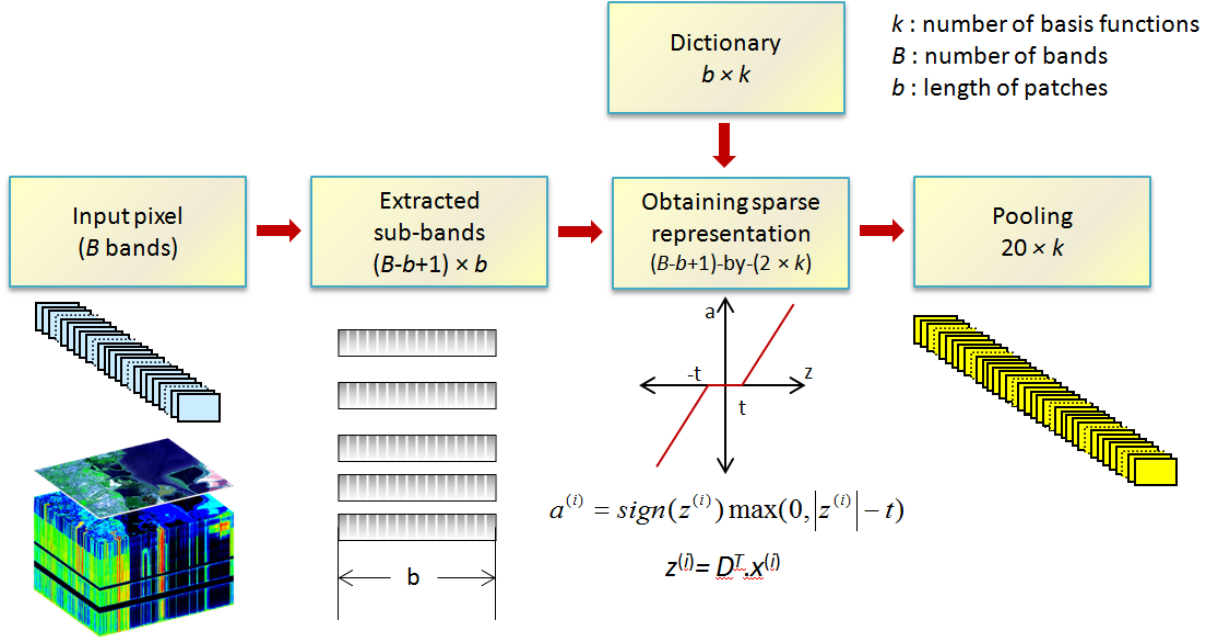 Dictionary
b × k
k : number of basis functions
B : number of bands
b : length of patches
Input pixel
(B bands)
Extracted
sub-bands
(B-b+1) × b
Obtaining sparse
representation
(B-b+1)-by-(2 × k)
Pooling
20 × k
a
-t
z
t
a^(i) = sign(z^(i)) max(0, |z^(i)| − t)
z^(i) = D^T.x^(i)
b